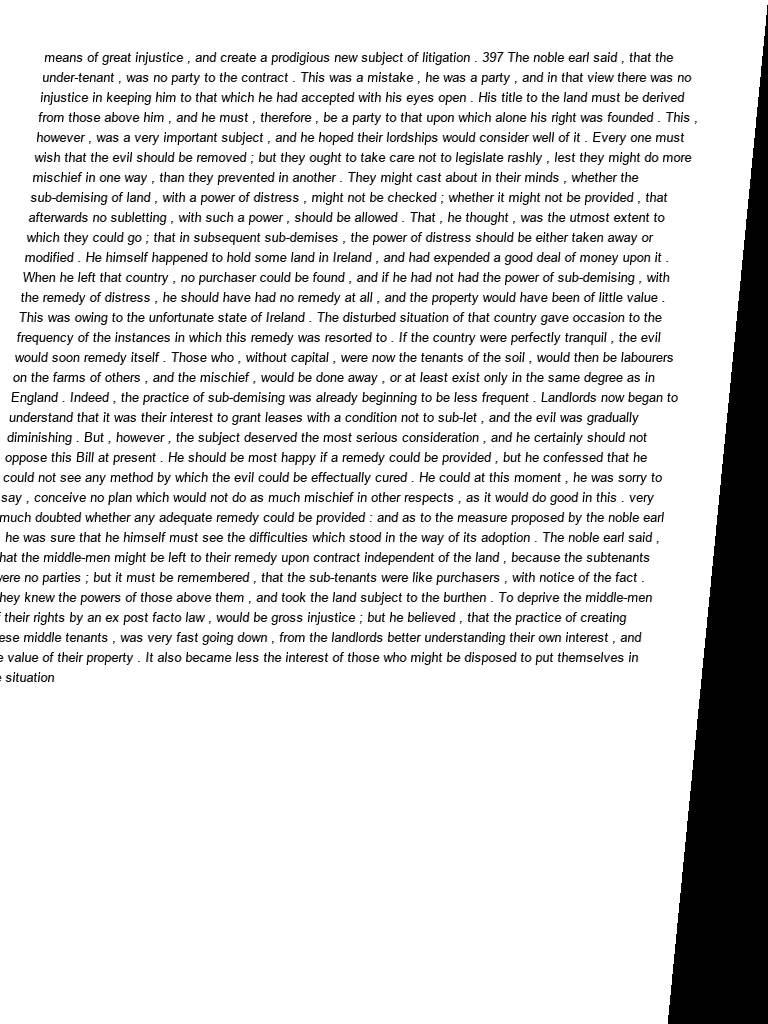 means of great injustice , and create a prodigious new subject of litigation . 397 The noble earl said , that the
under-tenant , was no party to the contract . This was a mistake , he was a party , and in that view there was no
injustice in keeping him to that which he had accepted with his eyes open . His title to the land must be derived
from those above him , and he must , therefore , be a party to that upon which alone his right was founded . This ,
however , was a very important subject , and he hoped their lordships would consider well of it . Every one must
wish that the evil should be removed ; but they ought to take care not to legislate rashly , lest they might do more
mischief in one way , than they prevented in another . They might cast about in their minds , whether the
sub-demising of land , with a power of distress , might not be checked ; whether it might not be provided , that
afterwards no subletting , with such a power , should be allowed . That , he thought , was the utmost extent to
which they could go ; that in subsequent sub-demises , the power of distress should be either taken away or
modified . He himself happened to hold some land in Ireland , and had expended a good deal of money upon it .
When he left that country , no purchaser could be found , and if he had not had the power of sub-demising , with
the remedy of distress , he should have had no remedy at all , and the property would have been of little value .
This was owing to the unfortunate state of Ireland . The disturbed situation of that country gave occasion to the
frequency of the instances in which this remedy was resorted to . If the country were perfectly tranquil , the evil
would soon remedy itself . Those who , without capital , were now the tenants of the soil , would then be labourers
on the farms of others , and the mischief , would be done away , or at least exist only in the same degree as in
England . Indeed , the practice of sub-demising was already beginning to be less frequent . Landlords now began to
understand that it was their interest to grant leases with a condition not to sub-let , and the evil was gradually
diminishing . But , however , the subject deserved the most serious consideration , and he certainly should not
oppose this Bill at present . He should be most happy if a remedy could be provided , but he confessed that he
could not see any method by which the evil could be effectually cured . He could at this moment , he was sorry to
say , conceive no plan which would not do as much mischief in other respects , as it would do good in this . very
much doubted whether any adequate remedy could be provided : and as to the measure proposed by the noble earl
, he was sure that he himself must see the difficulties which stood in the way of its adoption . The noble earl said ,
hat the middle-men might be left to their remedy upon contract independent of the land , because the subtenants
were no parties ; but it must be remembered , that the sub-tenants were like purchasers , with notice of the fact .
hey knew the powers of those above them , and took the land subject to the burthen . To deprive the middle-men
their rights by an ex post facto law , would be gross injustice ; but he believed , that the practice of creating
ese middle tenants , was very fast going down , from the landlords better understanding their own interest , and
value of their property . It also became less the interest of those who might be disposed to put themselves in
situation